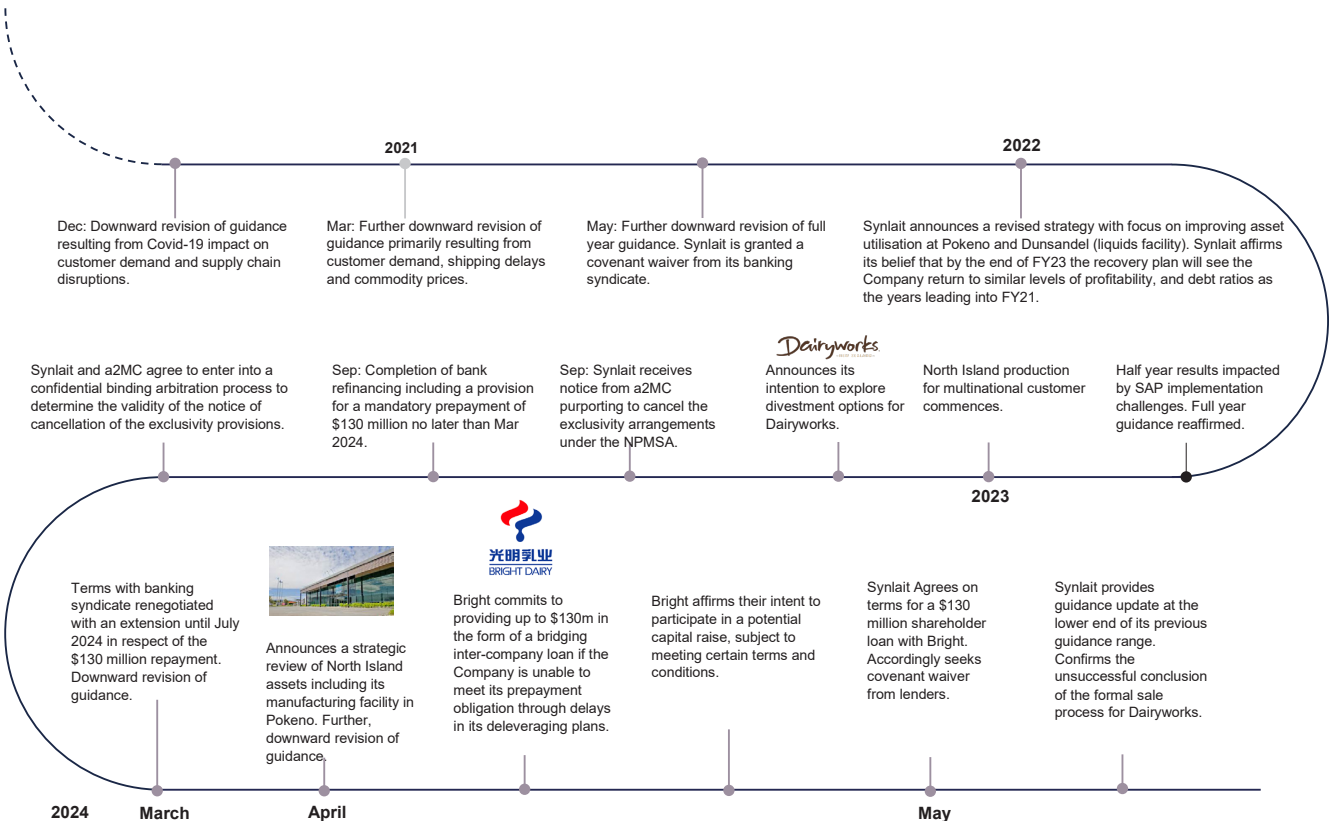 2021
2022
Dec: Downward revision of guidance
resulting from Covid-19 impact on
customer demand and supply chain
disruptions.
Mar: Further downward revision of
guidance primarily resulting from
customer demand, shipping delays
and commodity prices.
May: Further downward revision of full
year guidance. Synlait is granted a
covenant waiver from its banking
syndicate.
Synlait announces a revised strategy with focus on improving asset
utilisation at Pokeno and Dunsandel (liquids facility). Synlait affirms
its belief that by the end of FY23 the recovery plan will see the
Company return to similar levels of profitability, and debt ratios as
the years leading into FY21.
Synlait and a2MC agree to enter into a
confidential binding arbitration process to
determine the validity of the notice of
cancellation of the exclusivity provisions.
Sep: Completion of bank
refinancing including a provision
for a mandatory prepayment of
$130 million no later than Mar
2024.
Sep: Synlait receives
notice from a2MC
purporting to cancel the
exclusivity arrangements
under the NPMSA.
Dairyworks
Announces its
intention to explore
divestment options for
Dairyworks.
North Island production
for multinational customer
commences.
Half year results impacted
by SAP implementation
challenges. Full year
guidance reaffirmed.
2023
Terms with banking
syndicate renegotiated
with an extension until July
2024 in respect of the
$130 million repayment.
Downward revision of
guidance.
Announces a strategic
review of North Island
assets including its
manufacturing facility in
Pokeno. Further,
downward revision of
guidance.
光明乳业
BRIGHT DAIRY
Bright commits to
providing up to $130m in
the form of a bridging
inter-company loan if the
Company is unable to
meet its prepayment
obligation through delays
in its deleveraging plans.
Bright affirms their intent to
participate in a potential
capital raise, subject to
meeting certain terms and
conditions.
Synlait Agrees on
terms for a $130
million shareholder
loan with Bright.
Accordingly seeks
covenant waiver
from lenders.
Synlait provides
guidance update at the
lower end of its previous
guidance range.
Confirms the
unsuccessful conclusion
of the formal sale
process for Dairyworks.
2024
March
April
May